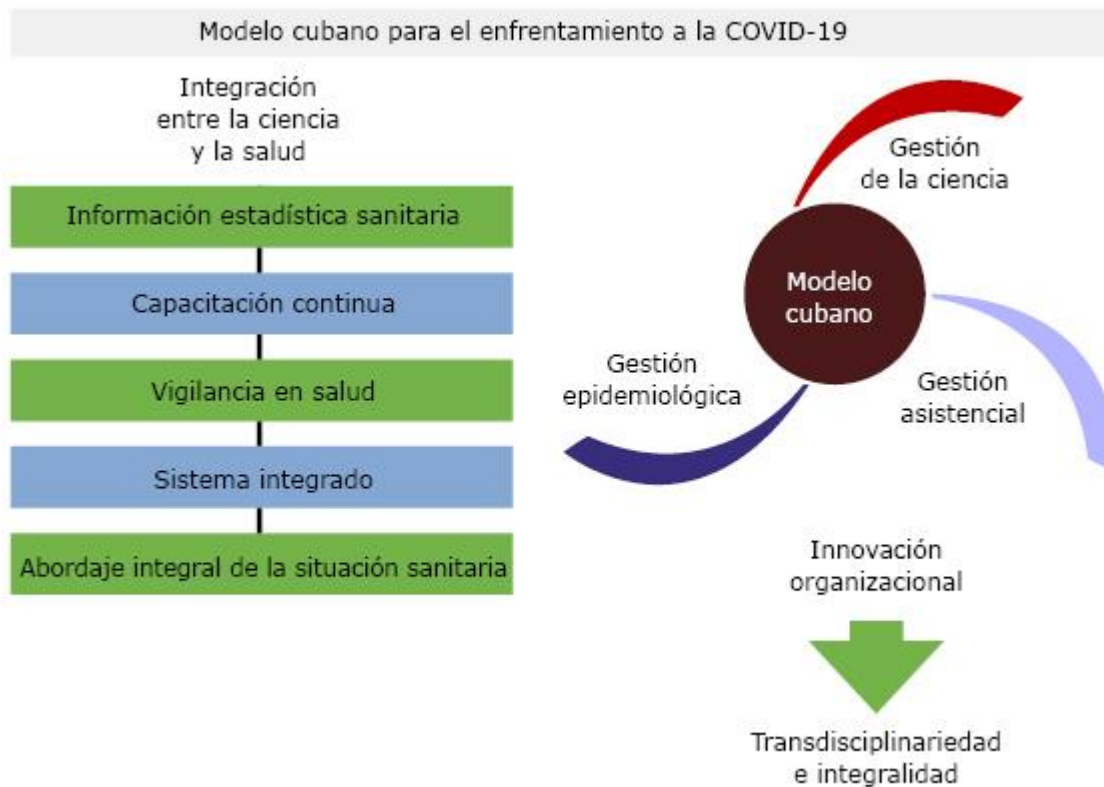 Modelo cubano para el enfrentamiento a la COVID-19
Integración
entre la ciencia
y la salud
Información estadística sanitaria
Capacitación continua
Vigilancia en salud
Sistema integrado
Abordaje integral de la situación sanitaria
Gestión
de la ciencia
Modelo
cubano
Gestión
epidemiológica
Gestión
asistencial
Innovación
organizacional
Transdisciplinariedad
e integralidad